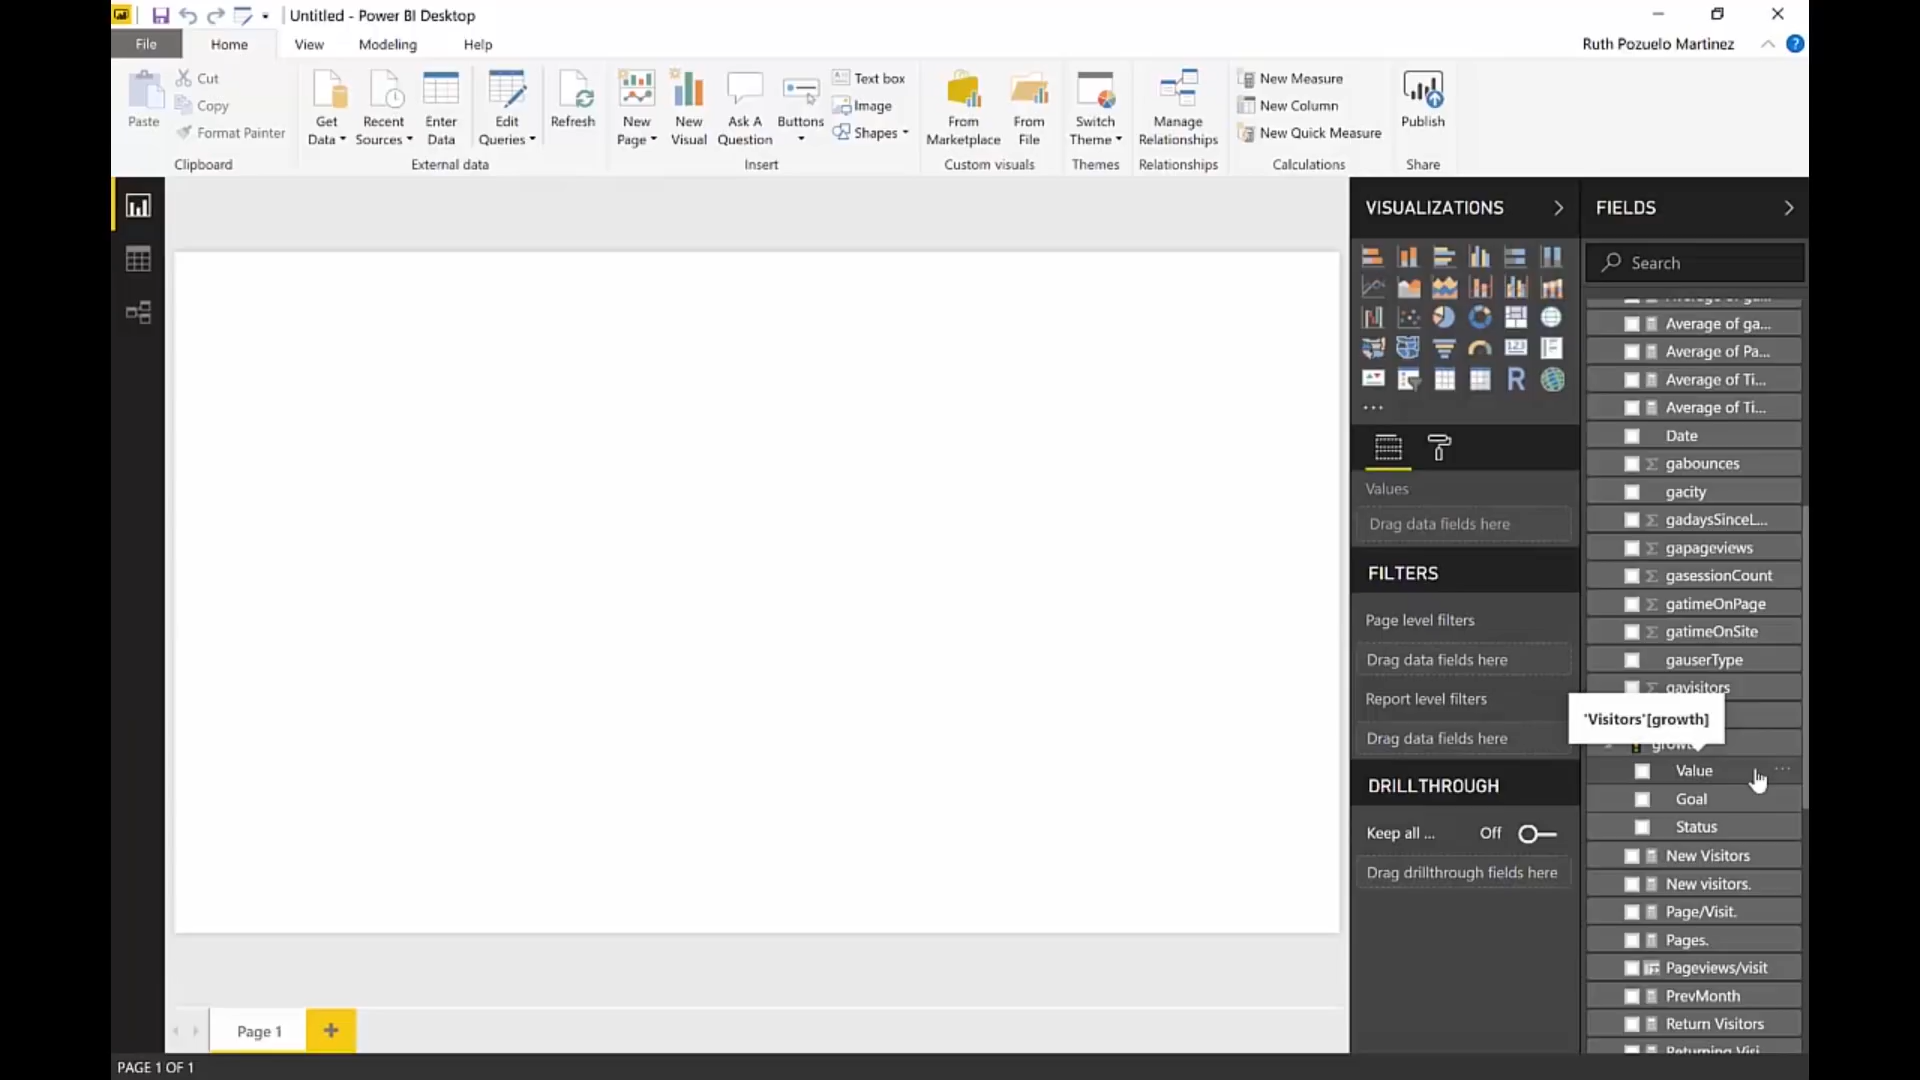 Untitled - Power BI Desktop
File
Home
View
Modeling
Help
Ruth Pozuelo Martinez
?
Paste
Cut
Copy
Format Painter
Clipboard
Get Data
Recent Sources
Enter Data
Edit Queries
Refresh
External data
New Page
New Visual
Ask A Question
Buttons
Text box
Image
Shapes
Insert
From Marketplace
From File
Custom visuals
Switch Theme
Themes
Manage Relationships
Relationships
New Measure
New Column
New Quick Measure
Calculations
Publish
Share
VISUALIZATIONS
123
R
Values
Drag data fields here
FILTERS
Page level filters
Drag data fields here
Report level filters
Drag data fields here
DRILLTHROUGH
Keep all ...
Off
Drag drillthrough fields here
FIELDS
Search
Average of ga...
Average of Pa...
Average of Ti...
Average of Ti...
Date
gabounces
gacity
gadaysSinceL...
gapageviews
gasessionCount
gatimeOnPage
gatimeOnSite
gauserType
gavisitors
'Visitors'[growth]
Value
Goal
Status
New Visitors
New visitors.
Page/Visit.
Pages.
Pageviews/visit
PrevMonth
Return Visitors
Page 1
PAGE 1 OF 1